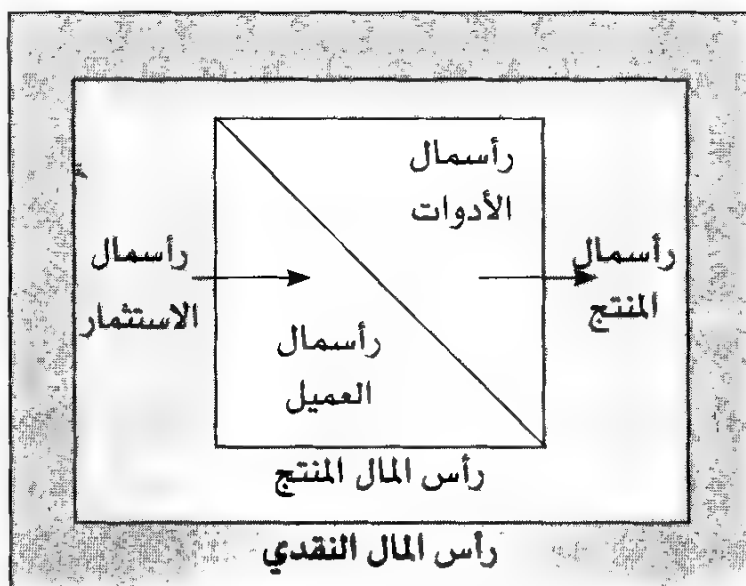 رأسمال
الأدوات
رأسمال
المنتج
رأسمال
الاستثمار
رأسمال
العميل
رأس المال المنتج
رأس المال النقدي